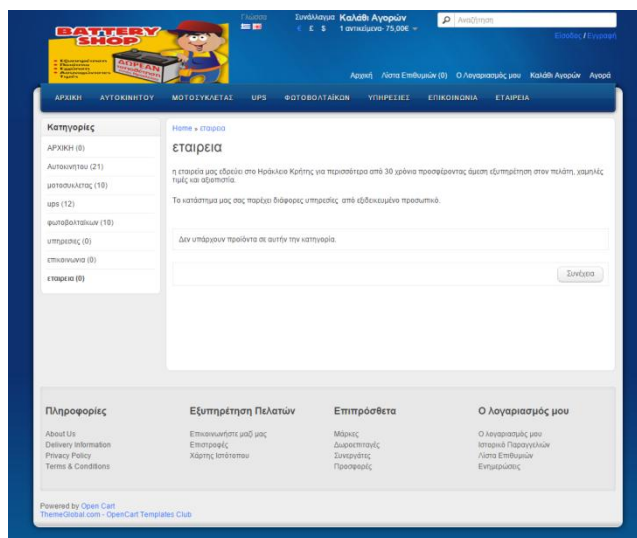 BATTERY
SHOP
ΔΩΡΕΑΝ
Γλώσσα
Συνάλλαγμα
€ £ $
Καλάθι Αγορών
1 αντικείμενο- 75,00€
Αναζήτηση
Είσοδος / Εγγραφή
Αρχική Λίστα Επιθυμιών (0) Ο Λογαριασμός μου Καλάθι Αγορών Αγορά
ΑΡΧΙΚΗ ΑΥΤΟΚΙΝΗΤΟΥ ΜΟΤΟΣΥΚΛΕΤΑΣ UPS ΦΩΤΟΒΟΛΤΑΪΚΩΝ ΥΠΗΡΕΣΙΕΣ ΕΠΙΚΟΙΝΩΝΙΑ ΕΤΑΙΡΕΙΑ
Κατηγορίες
ΑΡΧΙΚΗ (0)
Αυτοκινήτου (21)
μοτοσυκλετας (10)
ups (12)
φωτοβολταϊκων (10)
υπηρεσιες (0)
επικοινωνια (0)
εταιρεια (0)
Home » εταιρεια
εταιρεια
η εταιρεία μας εδρεύει στο Ηράκλειο Κρήτης για περισσότερο από 30 χρόνια προσφέροντας άμεση εξυπηρέτηση στον πελάτη, χαμηλές
τιμές και αξιοπιστία.
Το κατάστημα μας σας παρέχει διάφορες υπηρεσίες από εξιδεικευμένο προσωπικό.
Δεν υπάρχουν προϊόντα σε αυτήν την κατηγορία.
Συνέχεια
Πληροφορίες
About Us
Delivery Information
Privacy Policy
Terms & Conditions
Εξυπηρέτηση Πελατών
Επικοινωνήστε μαζί μας
Επιστροφές
Χάρτης Ιστότοπου
Επιπρόσθετα
Μάρκες
Δωροεπιταγές
Συνεργάτες
Προσφορές
Ο λογαριασμός μου
Ο λογαριασμός μου
Ιστορικό Παραγγελιών
Λίστα Επιθυμιών
Ενημερώσεις
Powered by Open Cart
ThemeGlobal.com - OpenCart Templates Club